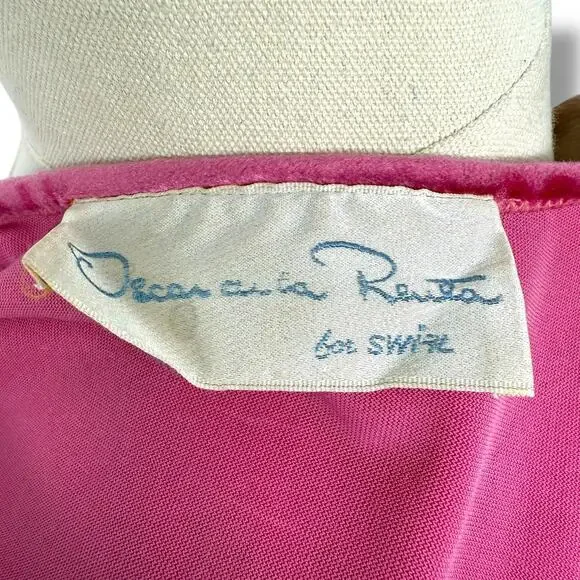 Oscar de la Renta
for SWIRL